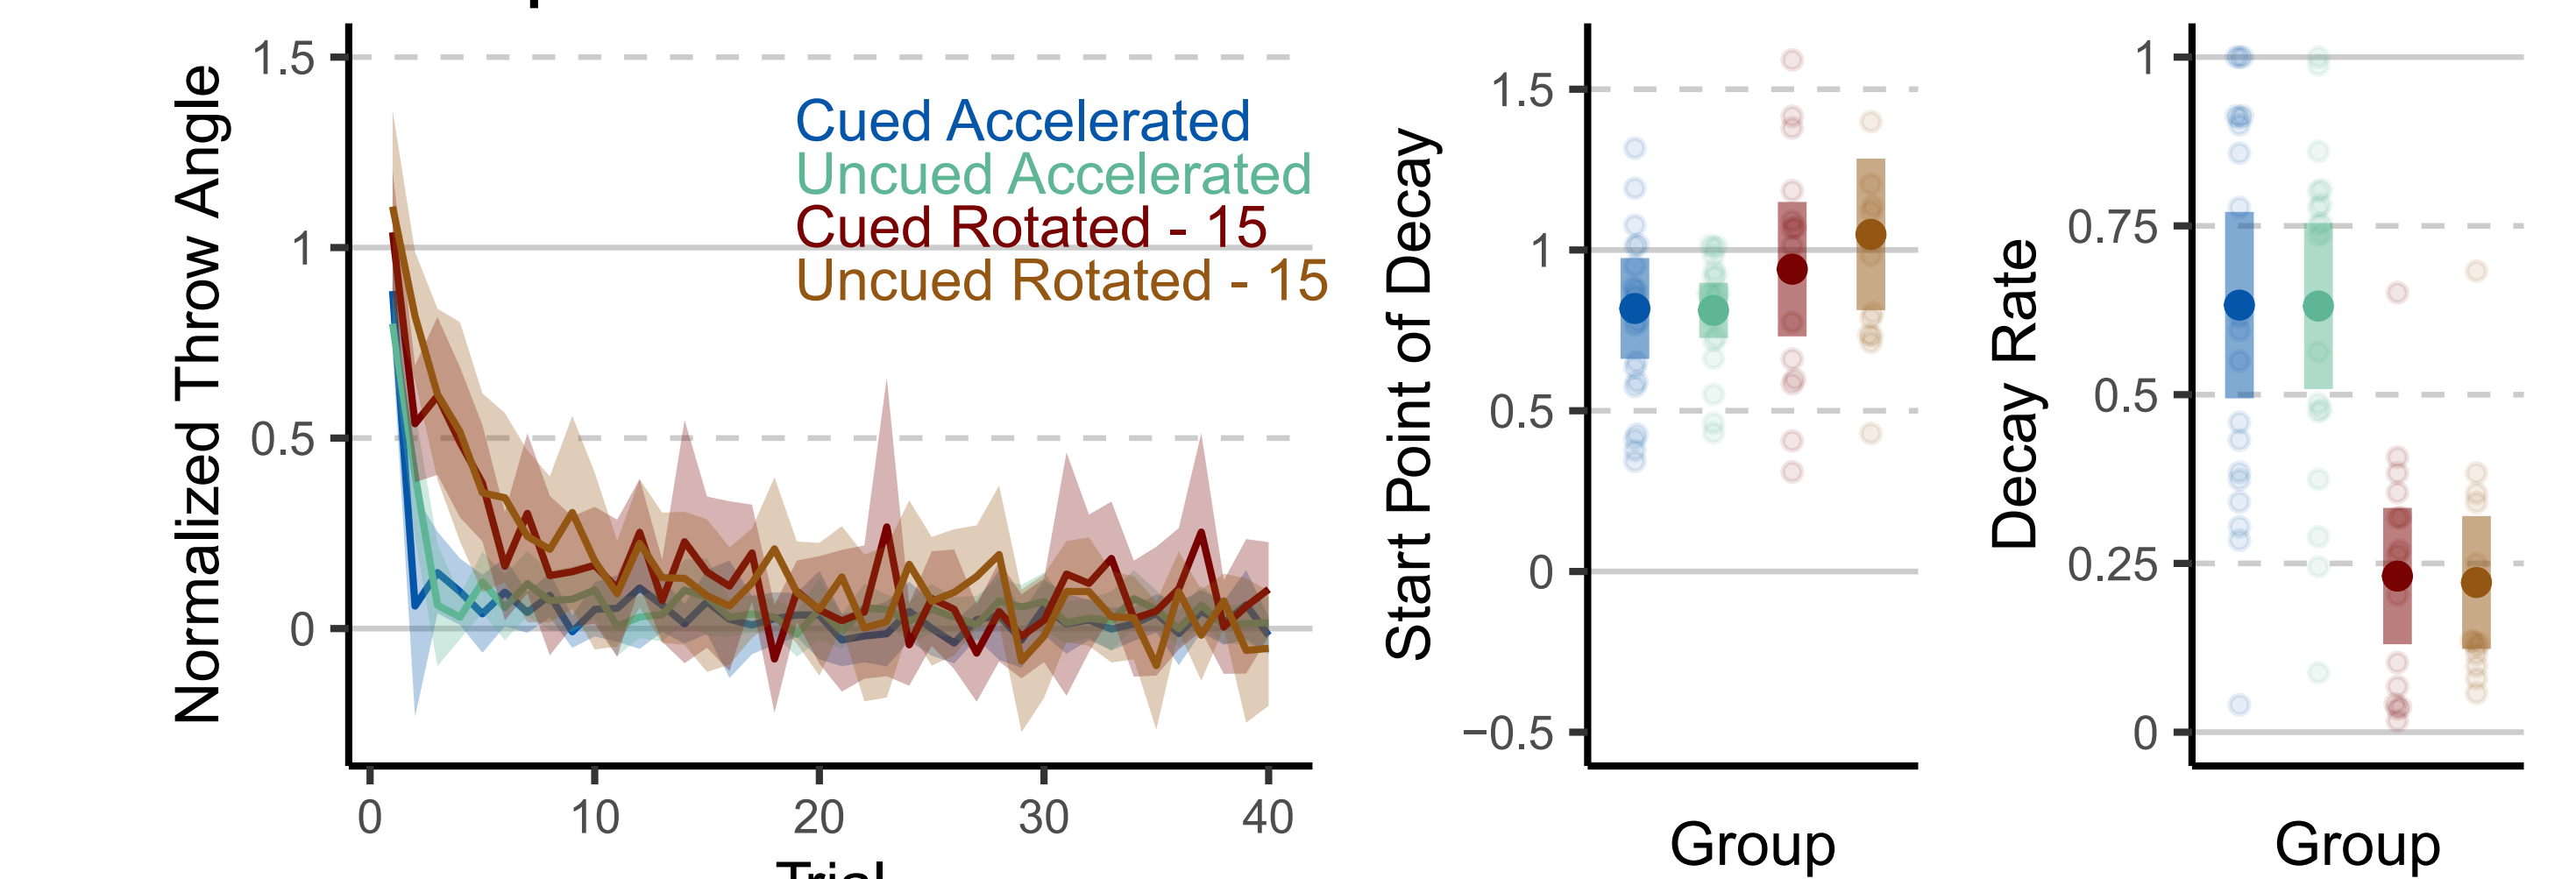 Normalized Throw Angle
1.5
1
0.5
0
Cued Accelerated
Uncued Accelerated
Cued Rotated - 15
Uncued Rotated - 15
0 10 20 30 40
Trial
Start Point of Decay
1.5
1
0.5
0
−0.5
Group
Decay Rate
1
0.75
0.5
0.25
0
Group